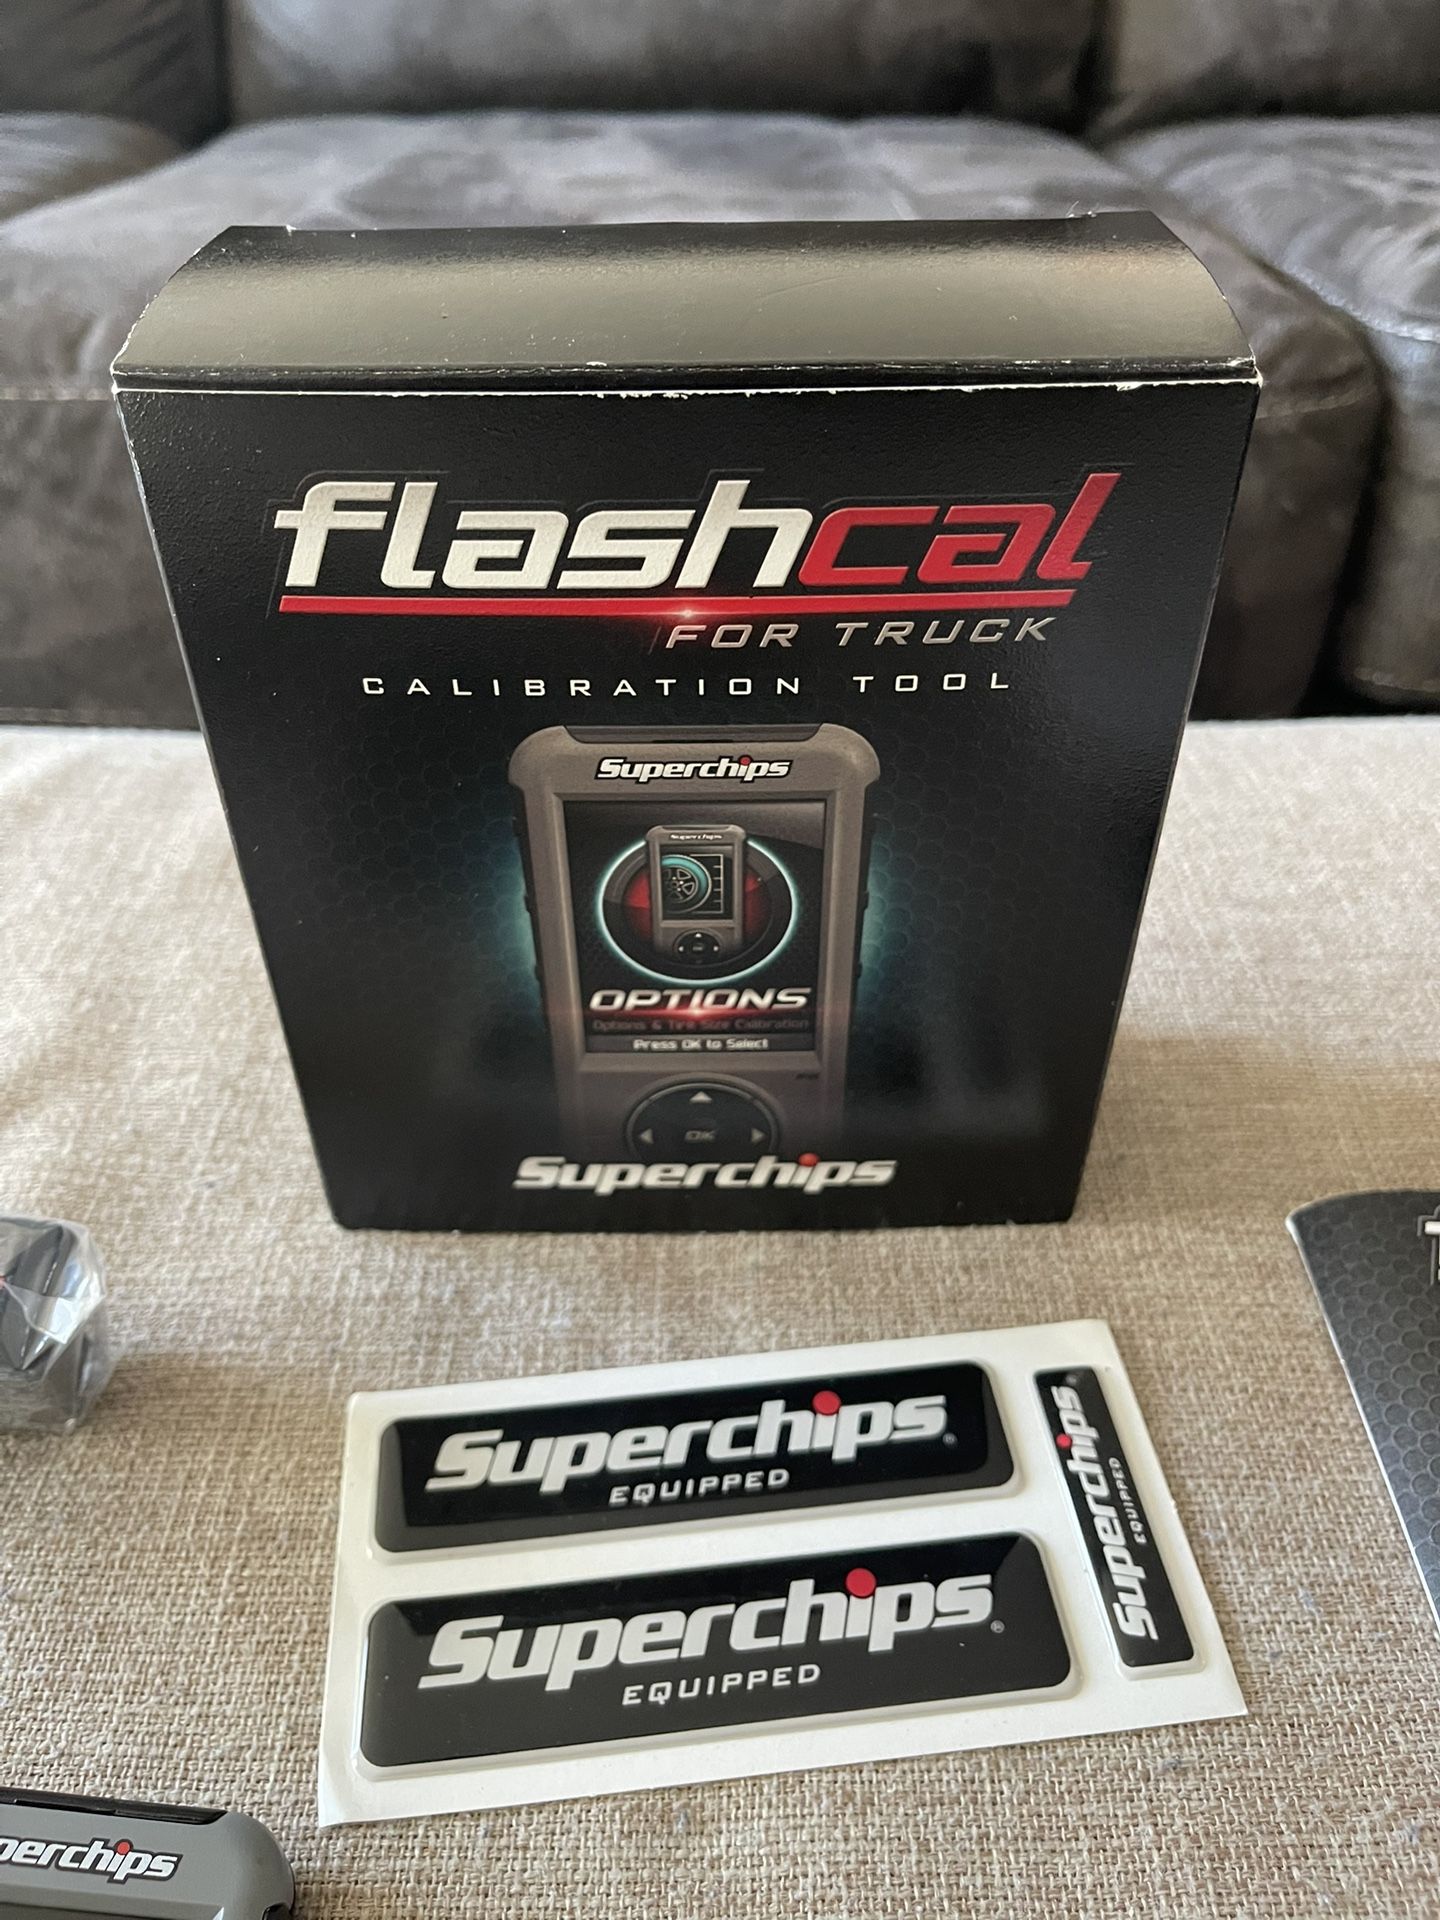 flashcal
FOR TRUCK
CALIBRATION TOOL
Superchips
Superchips
OPTIONS
Options & Tire Size Calibration
Press OK to Select
OK
Superchips
Superchips®
EQUIPPED
Superchips®
EQUIPPED
Superchips®
EQUIPPED
perchips